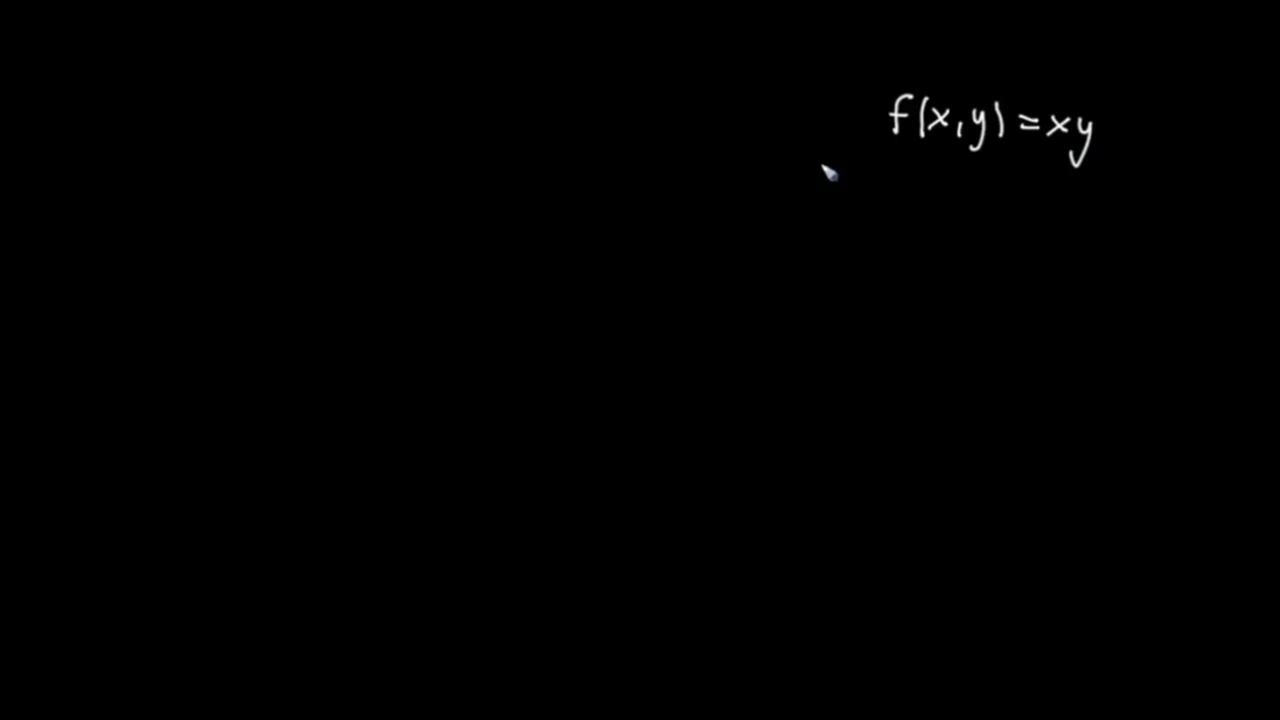 f(x,y) = xy